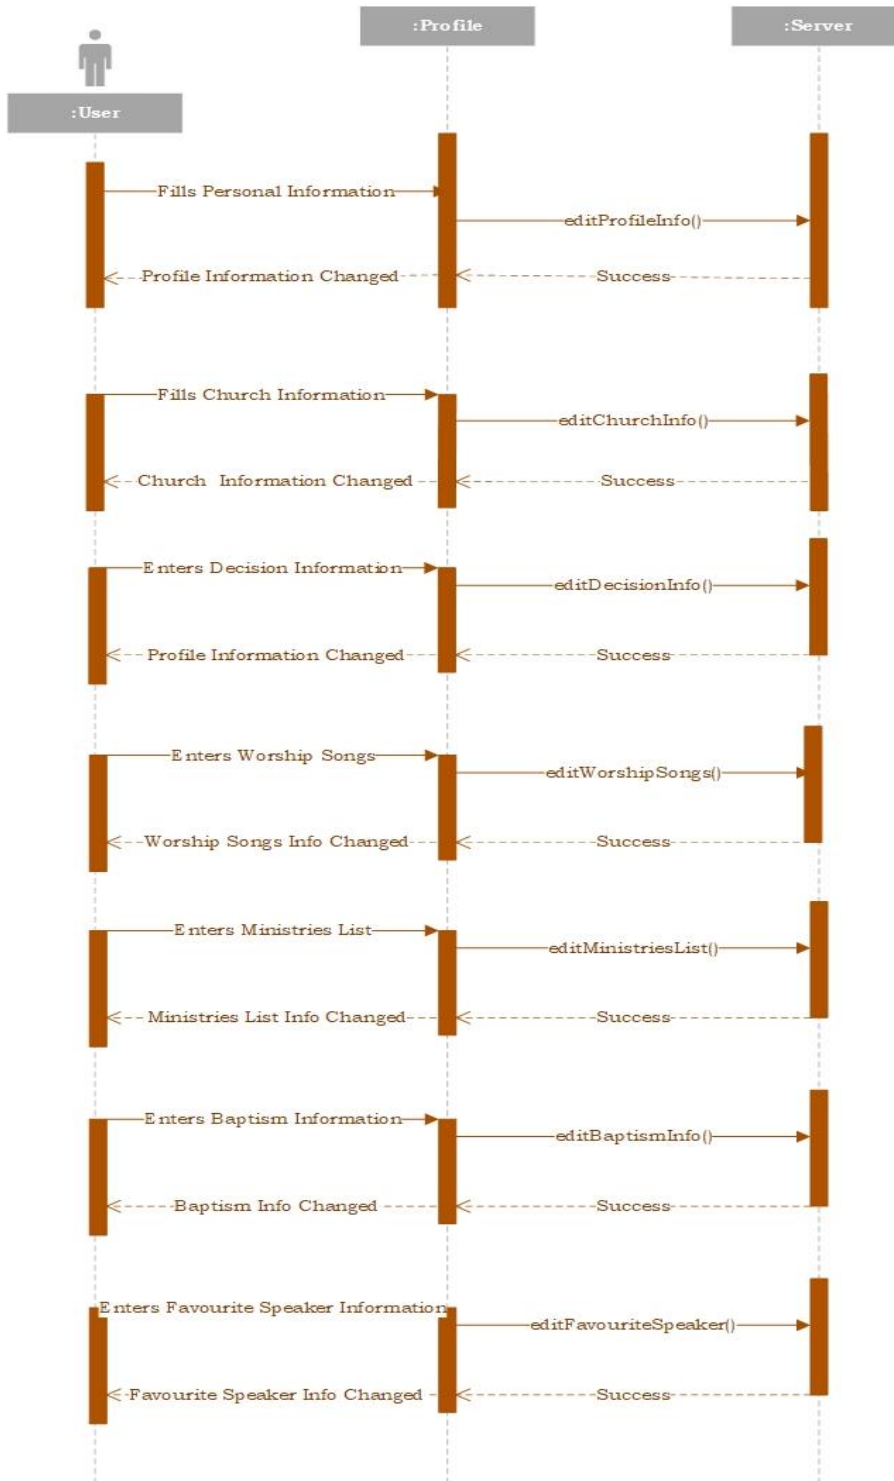 :Profile
:Server
:User
Fills Personal Information
editProfileInfo()
Profile Information Changed
Success
Fills Church Information
editChurchInfo()
Church Information Changed
Success
Enters Decision Information
editDecisionInfo()
Profile Information Changed
Success
Enters Worship Songs
editWorshipSongs()
Worship Songs Info Changed
Success
Enters Ministries List
editMinistriesList()
Ministries List Info Changed
Success
Enters Baptism Information
editBaptismInfo()
Baptism Info Changed
Success
Enters Favourite Speaker Information
editFavouriteSpeaker()
Favourite Speaker Info Changed
Success